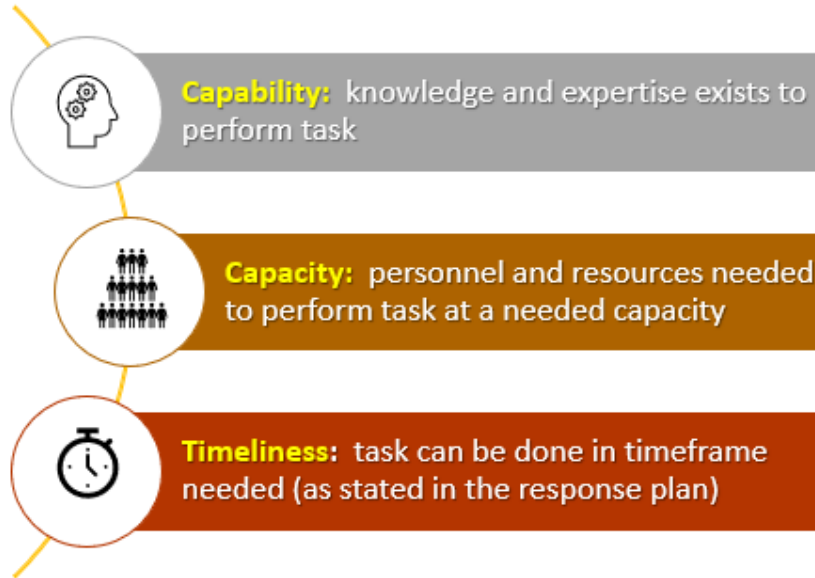 Capability: knowledge and expertise exists to
perform task
Capacity: personnel and resources needed
to perform task at a needed capacity
Timeliness: task can be done in timeframe
needed (as stated in the response plan)